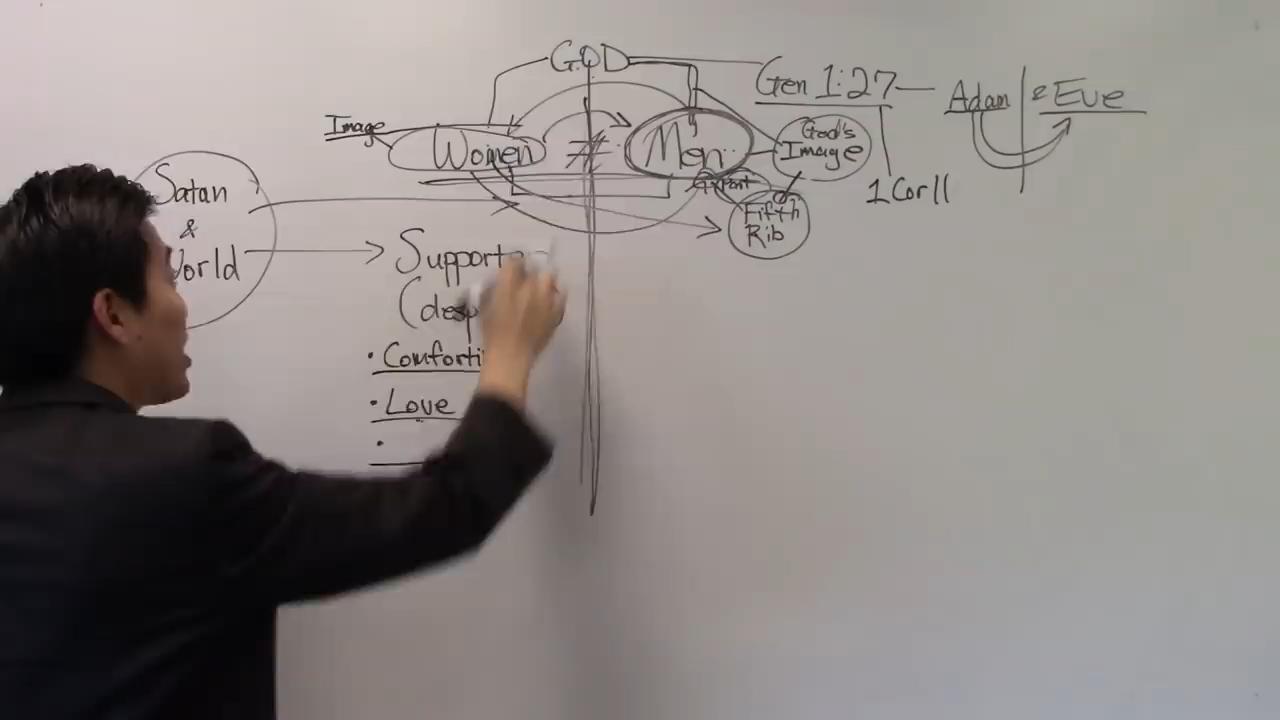 GOD
Gen 1:27
Adam & Eve
Image
Women
≠
Men
God's
Image
1 Cor 11
Satan
&
World
Fifth
Rib
Support
• Comforti
• Love
•